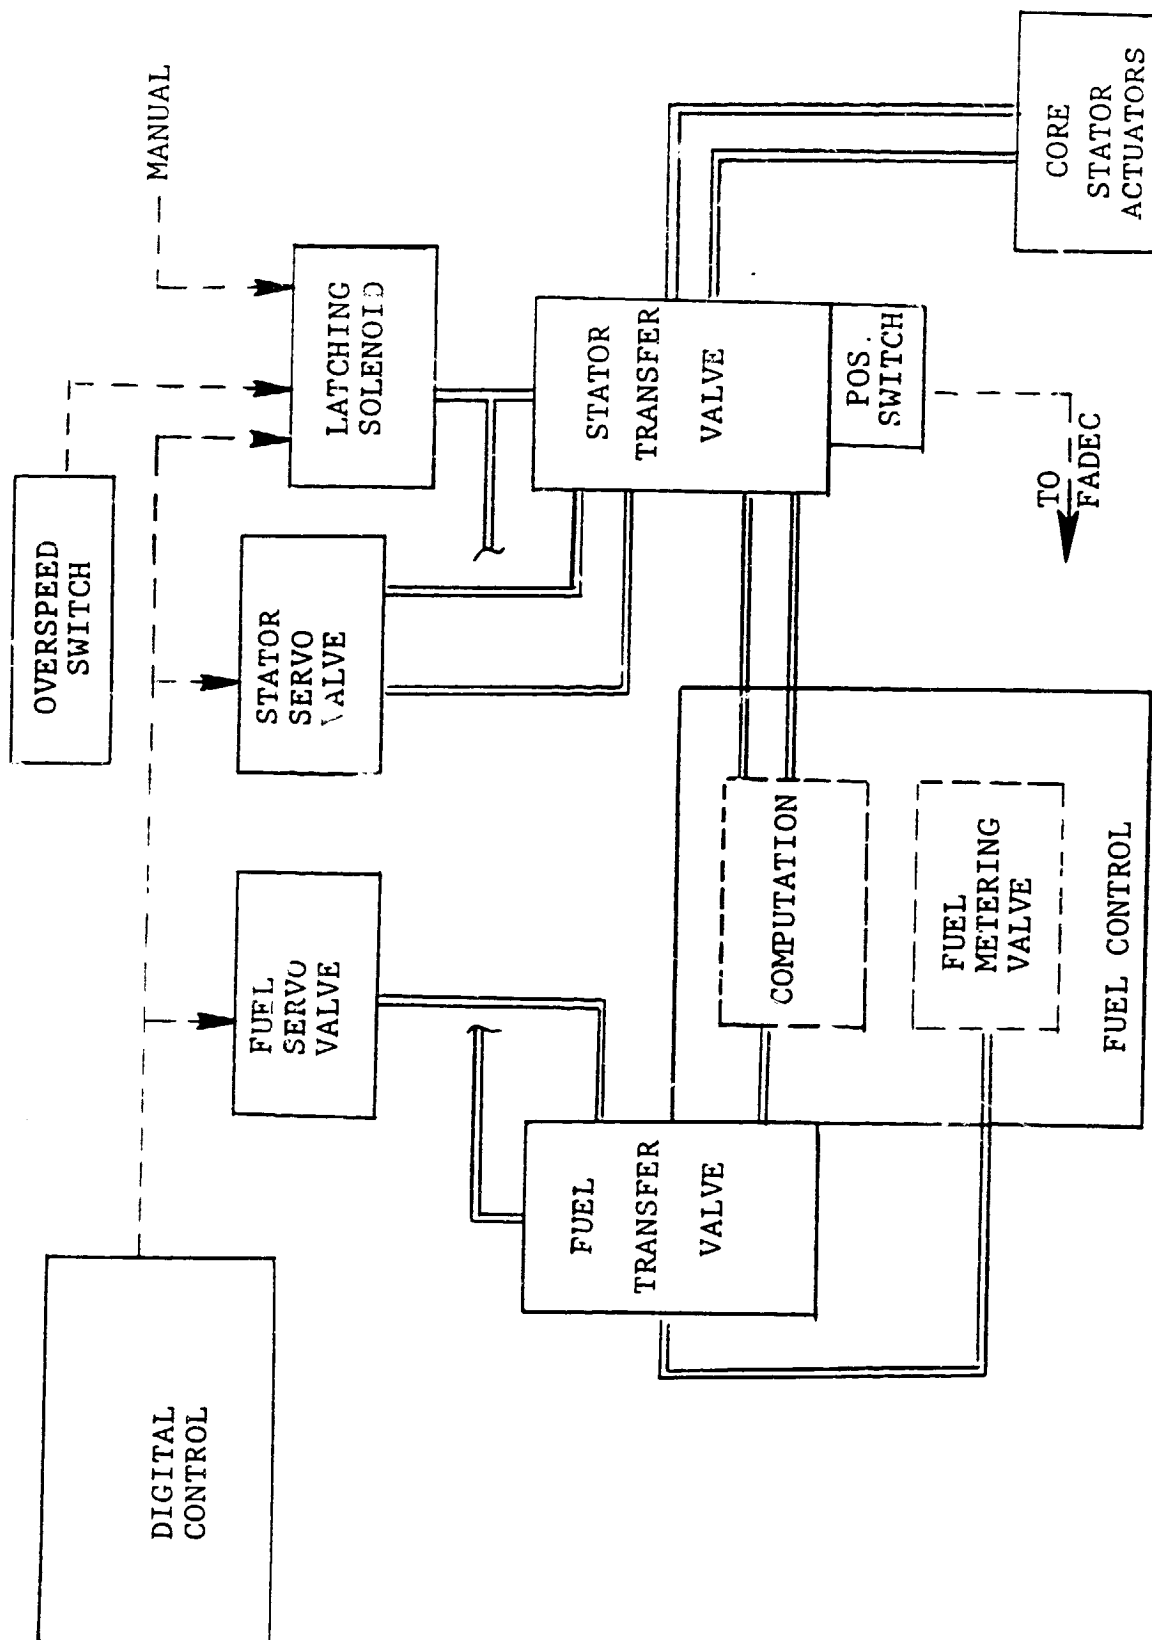 DIGITAL
CONTROL
OVERSPEED
SWITCH
MANUAL
FUEL
SERVO
VALVE
STATOR
SERVO
VALVE
LATCHING
SOLENOID
FUEL
TRANSFER
VALVE
STATOR
TRANSFER
VALVE
POS.
SWITCH
COMPUTATION
FUEL
METERING
VALVE
FUEL CONTROL
TO
FADEC
CORE
STATOR
ACTUATORS